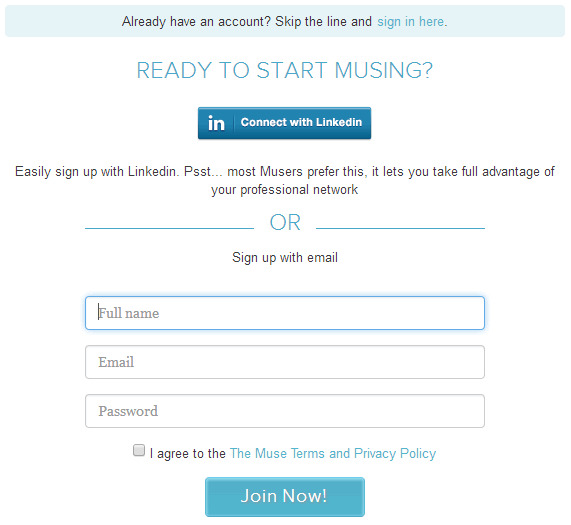 Already have an account? Skip the line and sign in here.
READY TO START MUSING?
in Connect with Linkedin
Easily sign up with Linkedin. Psst... most Musers prefer this, it lets you take full advantage of
your professional network
OR
Sign up with email
Full name
Email
Password
I agree to the The Muse Terms and Privacy Policy
Join Now!